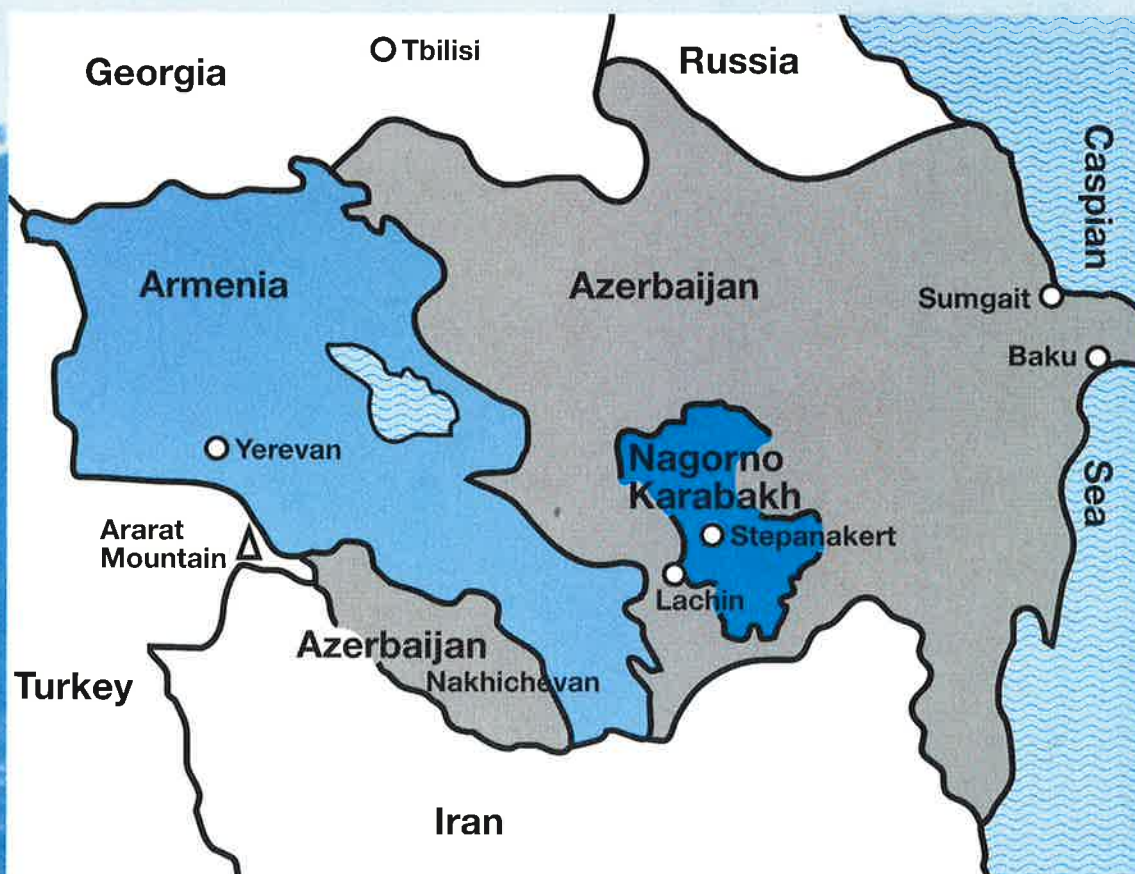 Georgia
Tbilisi
Russia
Caspian
Armenia
Azerbaijan
Sumgait
Baku
Yerevan
Nagorno
Karabakh
Sea
Ararat
Mountain
Stepanakert
Lachin
Azerbaijan
Nakhichevan
Turkey
Iran